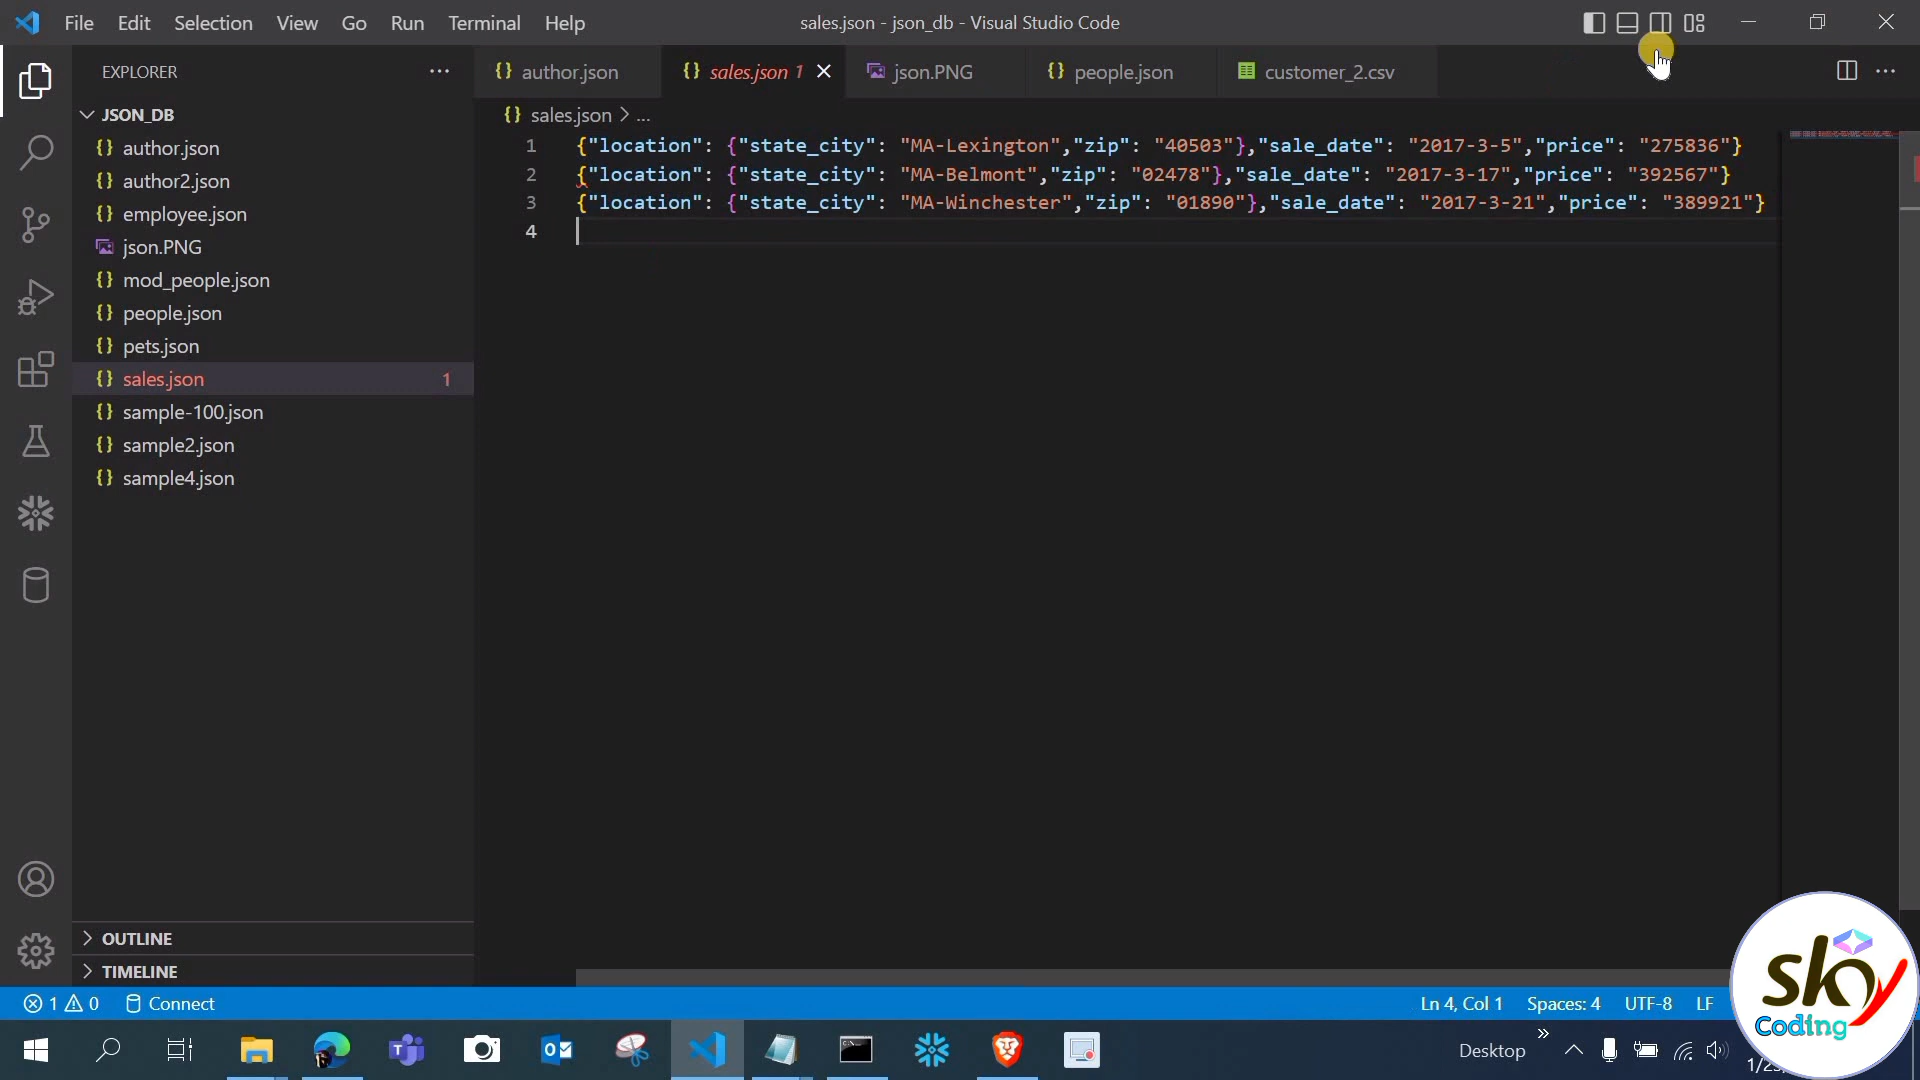 File Edit Selection View Go Run Terminal Help
sales.json - json_db - Visual Studio Code
EXPLORER
author.json
sales.json 1
json.PNG
people.json
customer_2.csv
JSON_DB
author.json
author2.json
employee.json
json.PNG
mod_people.json
people.json
pets.json
sales.json 1
sample-100.json
sample2.json
sample4.json
sales.json > ...
1 {"location": {"state_city": "MA-Lexington","zip": "40503"},"sale_date": "2017-3-5","price": "275836"}
2 {"location": {"state_city": "MA-Belmont","zip": "02478"},"sale_date": "2017-3-17","price": "392567"}
3 {"location": {"state_city": "MA-Winchester","zip": "01890"},"sale_date": "2017-3-21","price": "389921"}
4
OUTLINE
TIMELINE
1 0 Connect
Ln 4, Col 1 Spaces: 4 UTF-8 LF
Desktop
sky
Coding